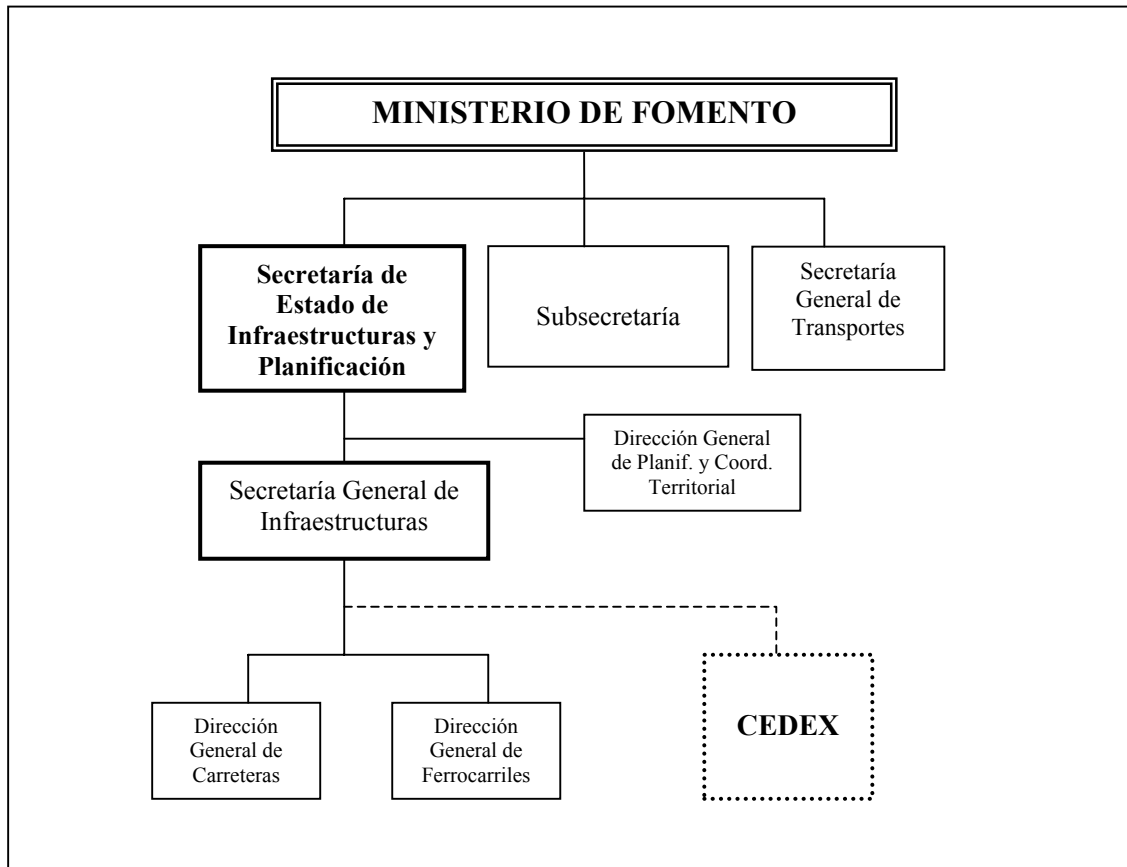 MINISTERIO DE FOMENTO
Secretaría de
Estado de
Infraestructuras y
Planificación
Subsecretaría
Secretaría
General de
Transportes
Dirección General
de Planif. y Coord.
Territorial
Secretaría General de
Infraestructuras
Dirección
General de
Carreteras
Dirección
General de
Ferrocarriles
CEDEX